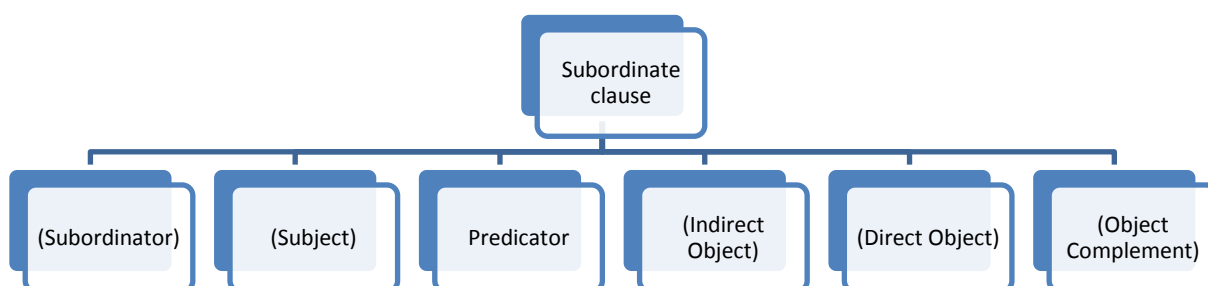 Subordinate
clause
(Subordinator)
(Subject)
Predicator
(Indirect
Object)
(Direct Object)
(Object
Complement)